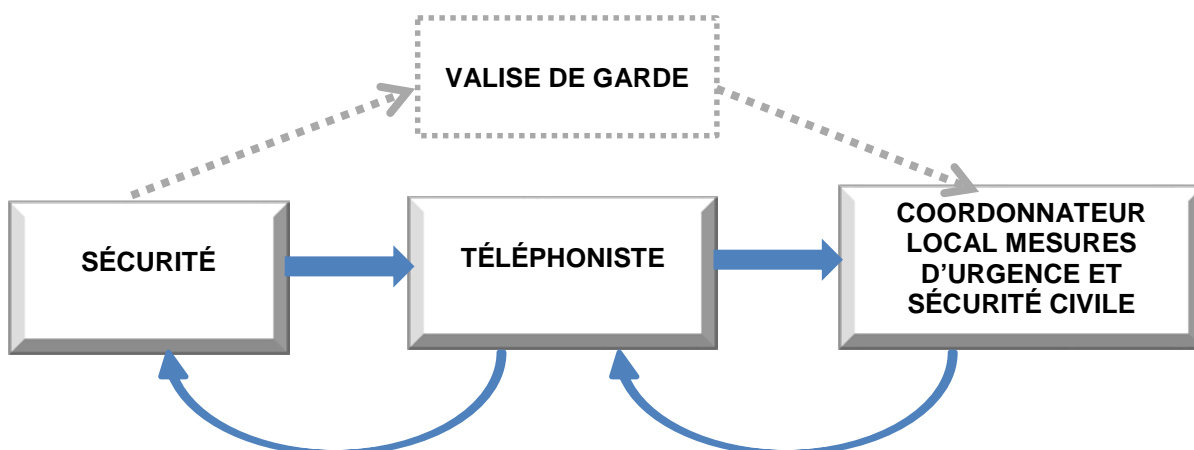 VALISE DE GARDE
SÉCURITÉ
TÉLÉPHONISTE
COORDONNATEUR
LOCAL MESURES
D'URGENCE ET
SÉCURITÉ CIVILE